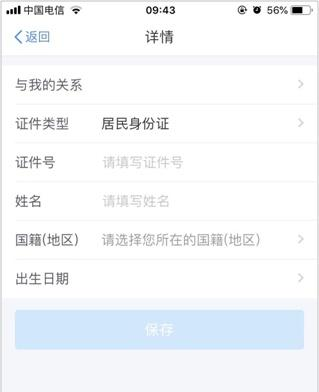 中国电信 09:43 56%
返回 详情
与我的关系
证件类型 居民身份证
证件号 请填写证件号
姓名 请填写姓名
国籍(地区) 请选择您所在的国籍(地区)
出生日期
保存